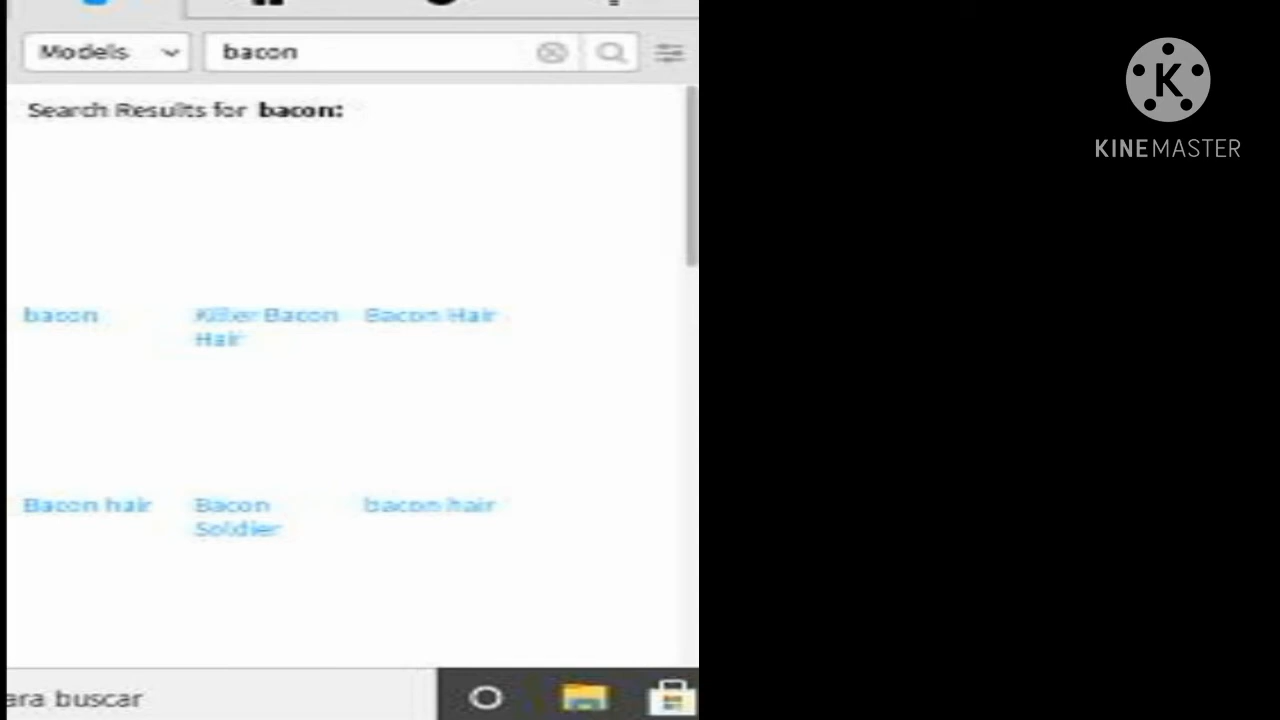 Models
bacon
Search Results for bacon:
bacon
Killer Bacon
Hair
Bacon Hair
Bacon hair
Bacon
Soldier
bacon hair
ara buscar
K
KINEMASTER